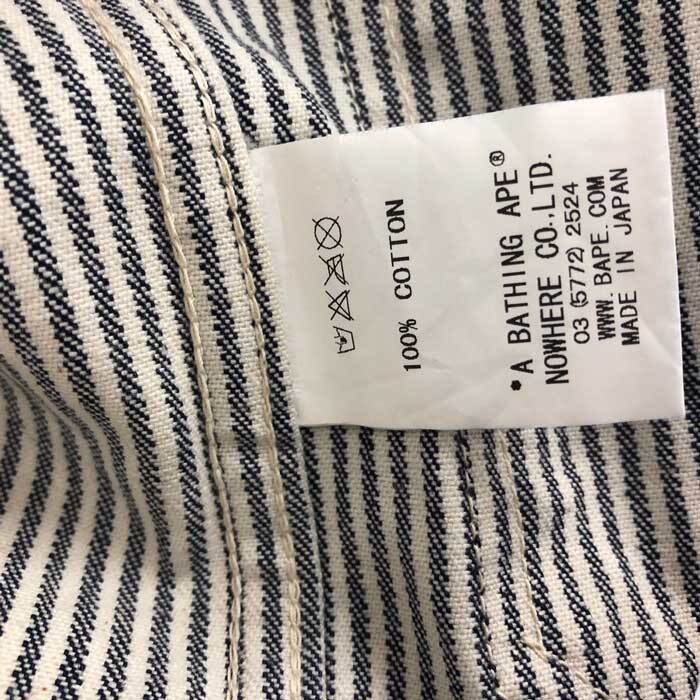 100% COTTON
*A BATHING APE®
NOWHERE CO.,LTD.
03 (5772) 2524
WWW. BAPE. COM
MADE IN JAPAN